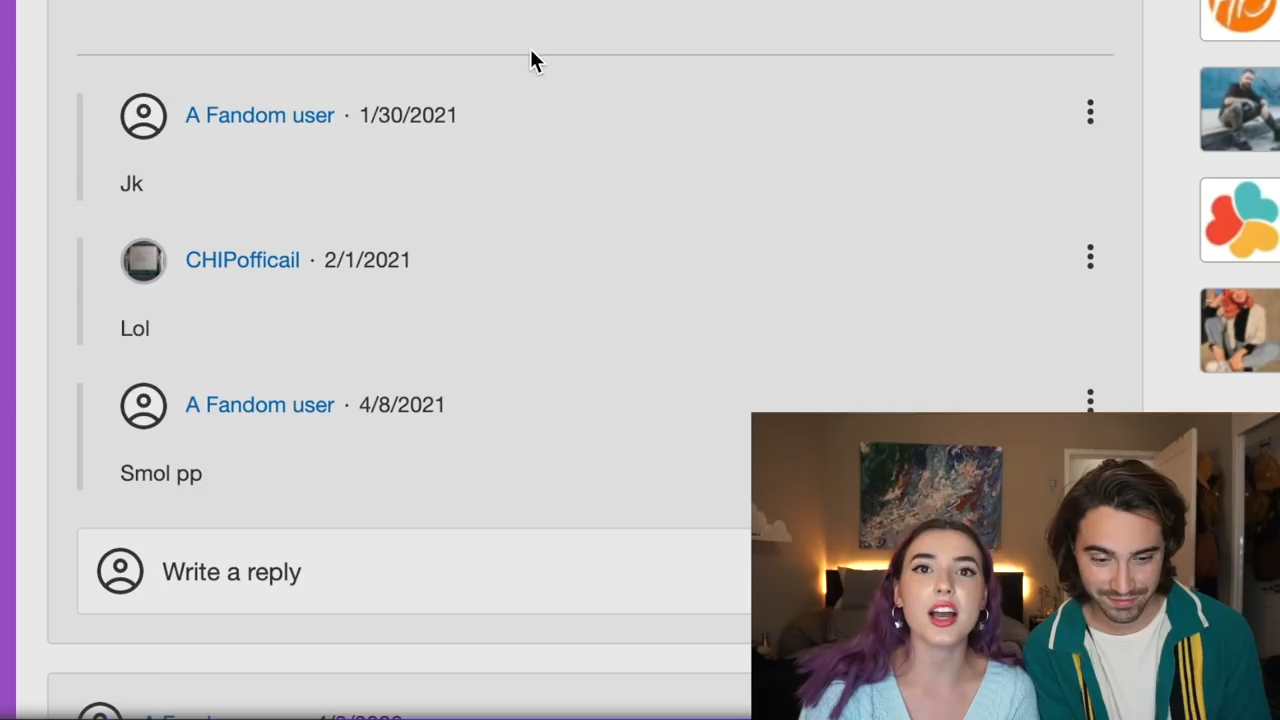 A Fandom user · 1/30/2021
Jk
CHIPofficail · 2/1/2021
Lol
A Fandom user · 4/8/2021
Smol pp
Write a reply